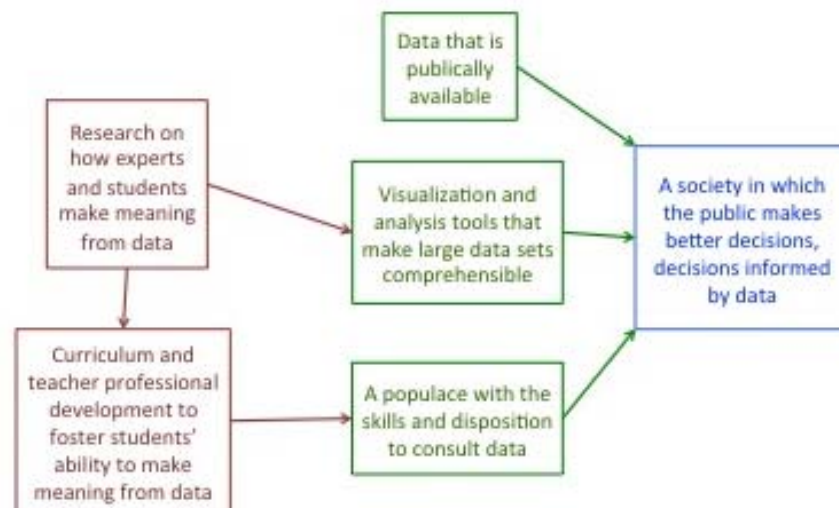 Data that is
publically
available
Research on
how experts
and students
make meaning
from data
Visualization and
analysis tools that
make large data sets
comprehensible
A society in which
the public makes
better decisions,
decisions informed
by data
Curriculum and
teacher professional
development to
foster students'
ability to make
meaning from data
A populace with the
skills and disposition
to consult data